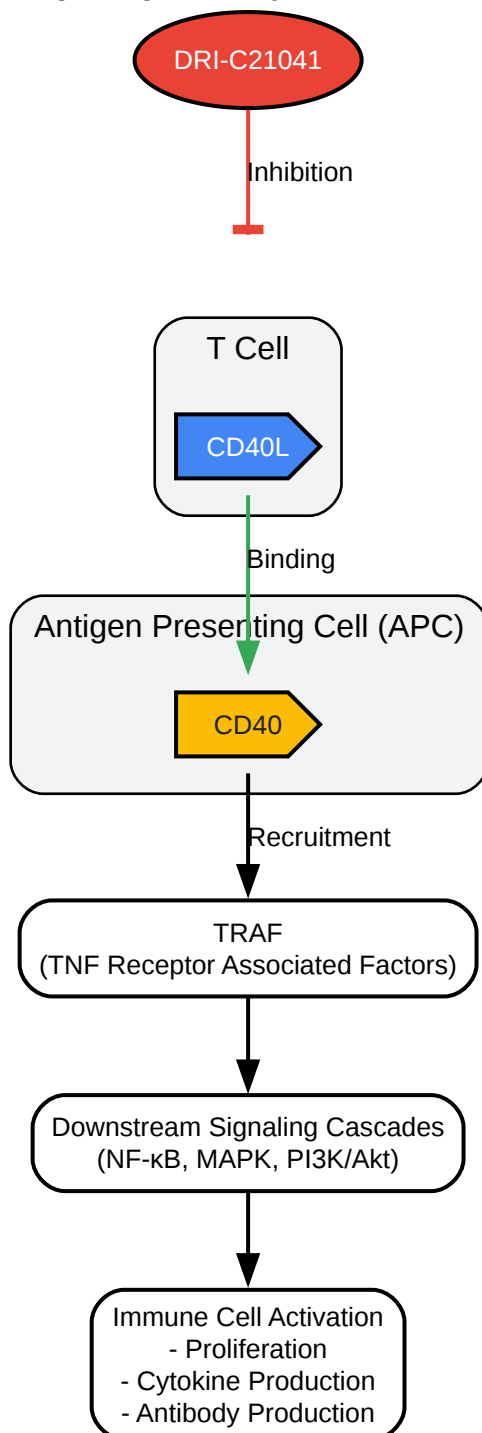 DRI-C21041
Inhibition
T Cell
CD40L
Binding
Antigen Presenting Cell (APC)
CD40
Recruitment
TRAF
(TNF Receptor Associated Factors)
Downstream Signaling Cascades
(NF-κB, MAPK, PI3K/Akt)
Immune Cell Activation
- Proliferation
- Cytokine Production
- Antibody Production